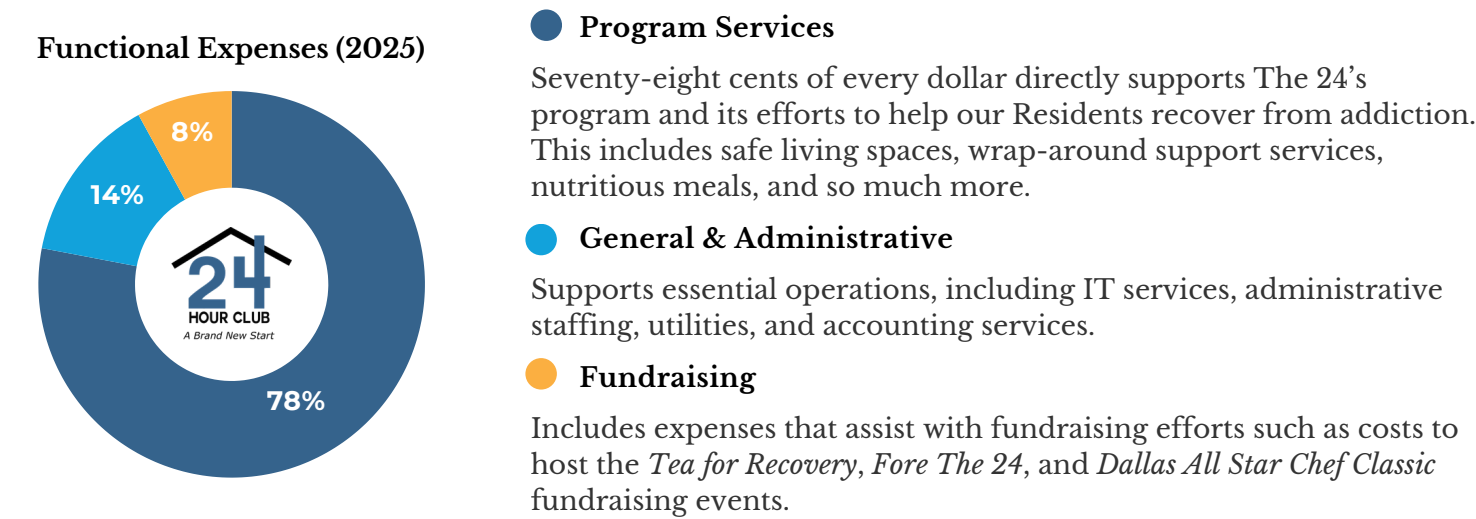 Functional Expenses (2025)
8%
14%
78%
24
HOUR CLUB
A Brand New Start
Program Services
Seventy-eight cents of every dollar directly supports The 24’s
program and its efforts to help our Residents recover from addiction.
This includes safe living spaces, wrap-around support services,
nutritious meals, and so much more.
General & Administrative
Supports essential operations, including IT services, administrative
staffing, utilities, and accounting services.
Fundraising
Includes expenses that assist with fundraising efforts such as costs to
host the Tea for Recovery, Fore The 24, and Dallas All Star Chef Classic
fundraising events.